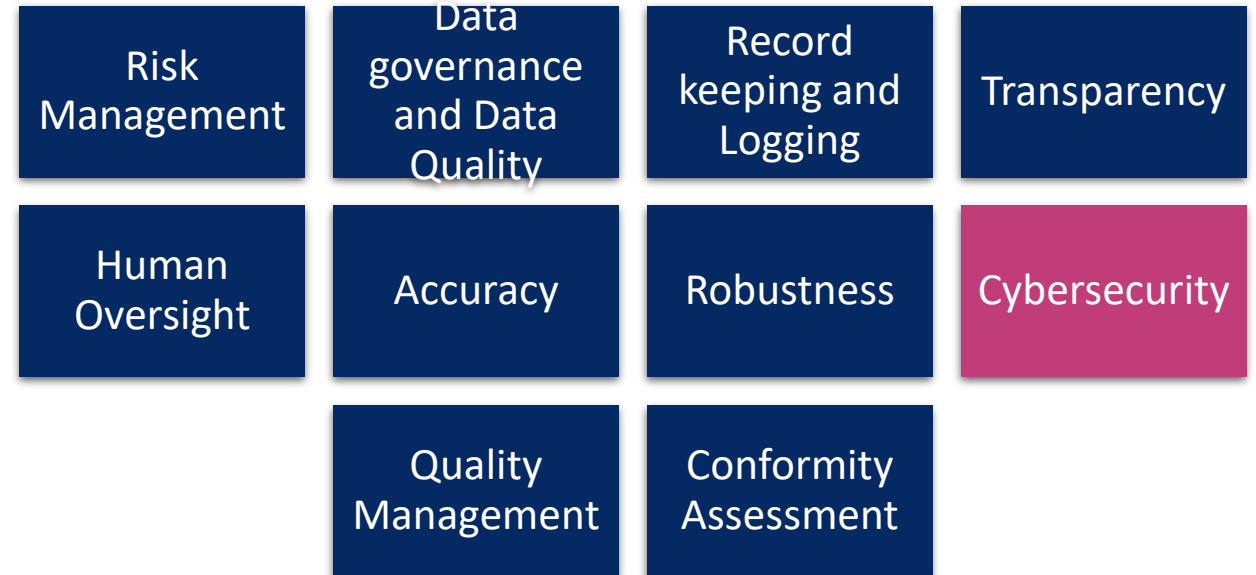 Risk
Management
Data
governance
and Data
Quality
Record
keeping and
Logging
Transparency
Human
Oversight
Accuracy
Robustness
Cybersecurity
Quality
Management
Conformity
Assessment